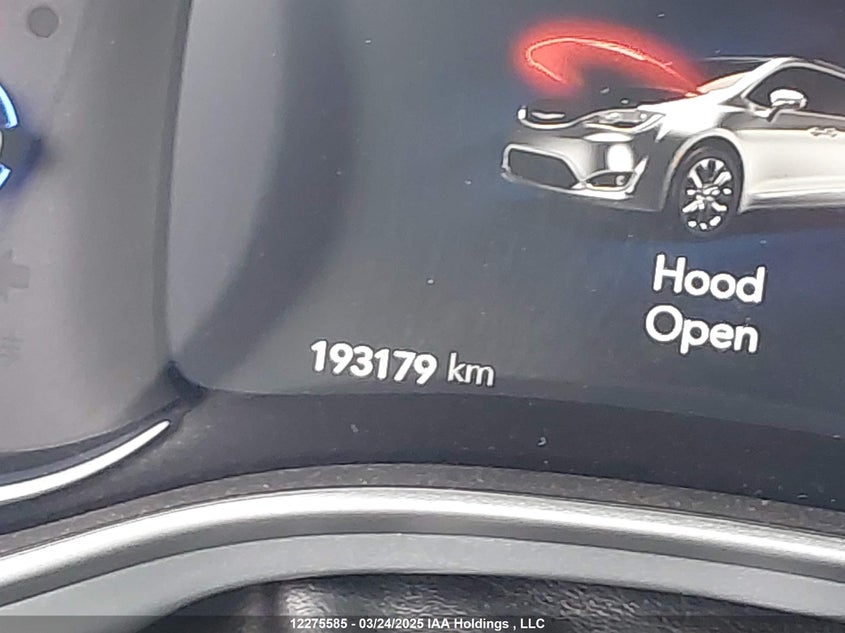 Hood
Open
193179 km
12275585 - 03/24/2025 IAA Holdings , LLC